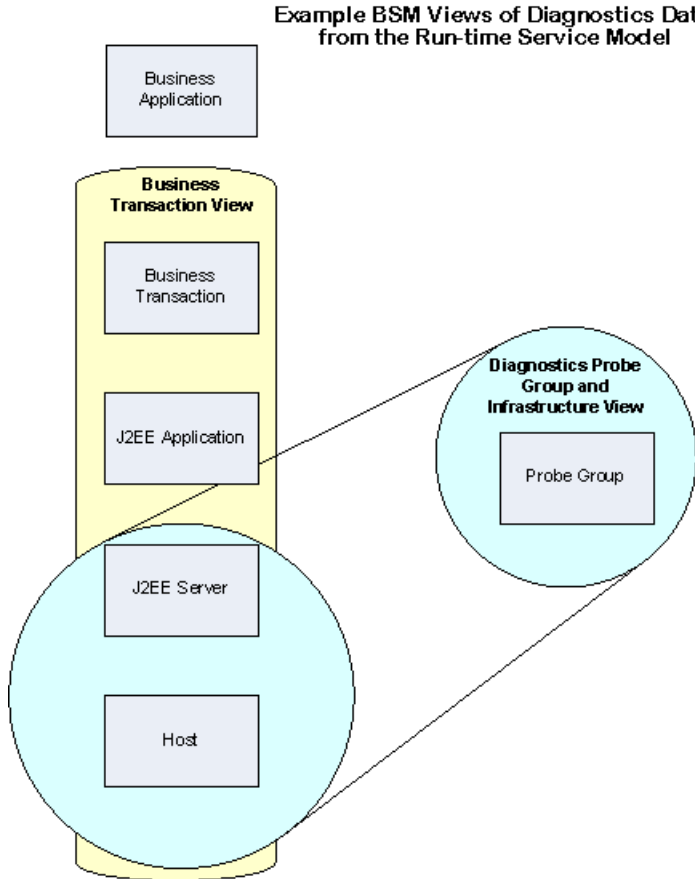 Example BSM Views of Diagnostics Dat
from the Run-time Service Model
Business
Application
Business
Transaction View
Business
Transaction
J2EE Application
Diagnostics Probe
Group and
Infrastructure View
Probe Group
J2EE Server
Host